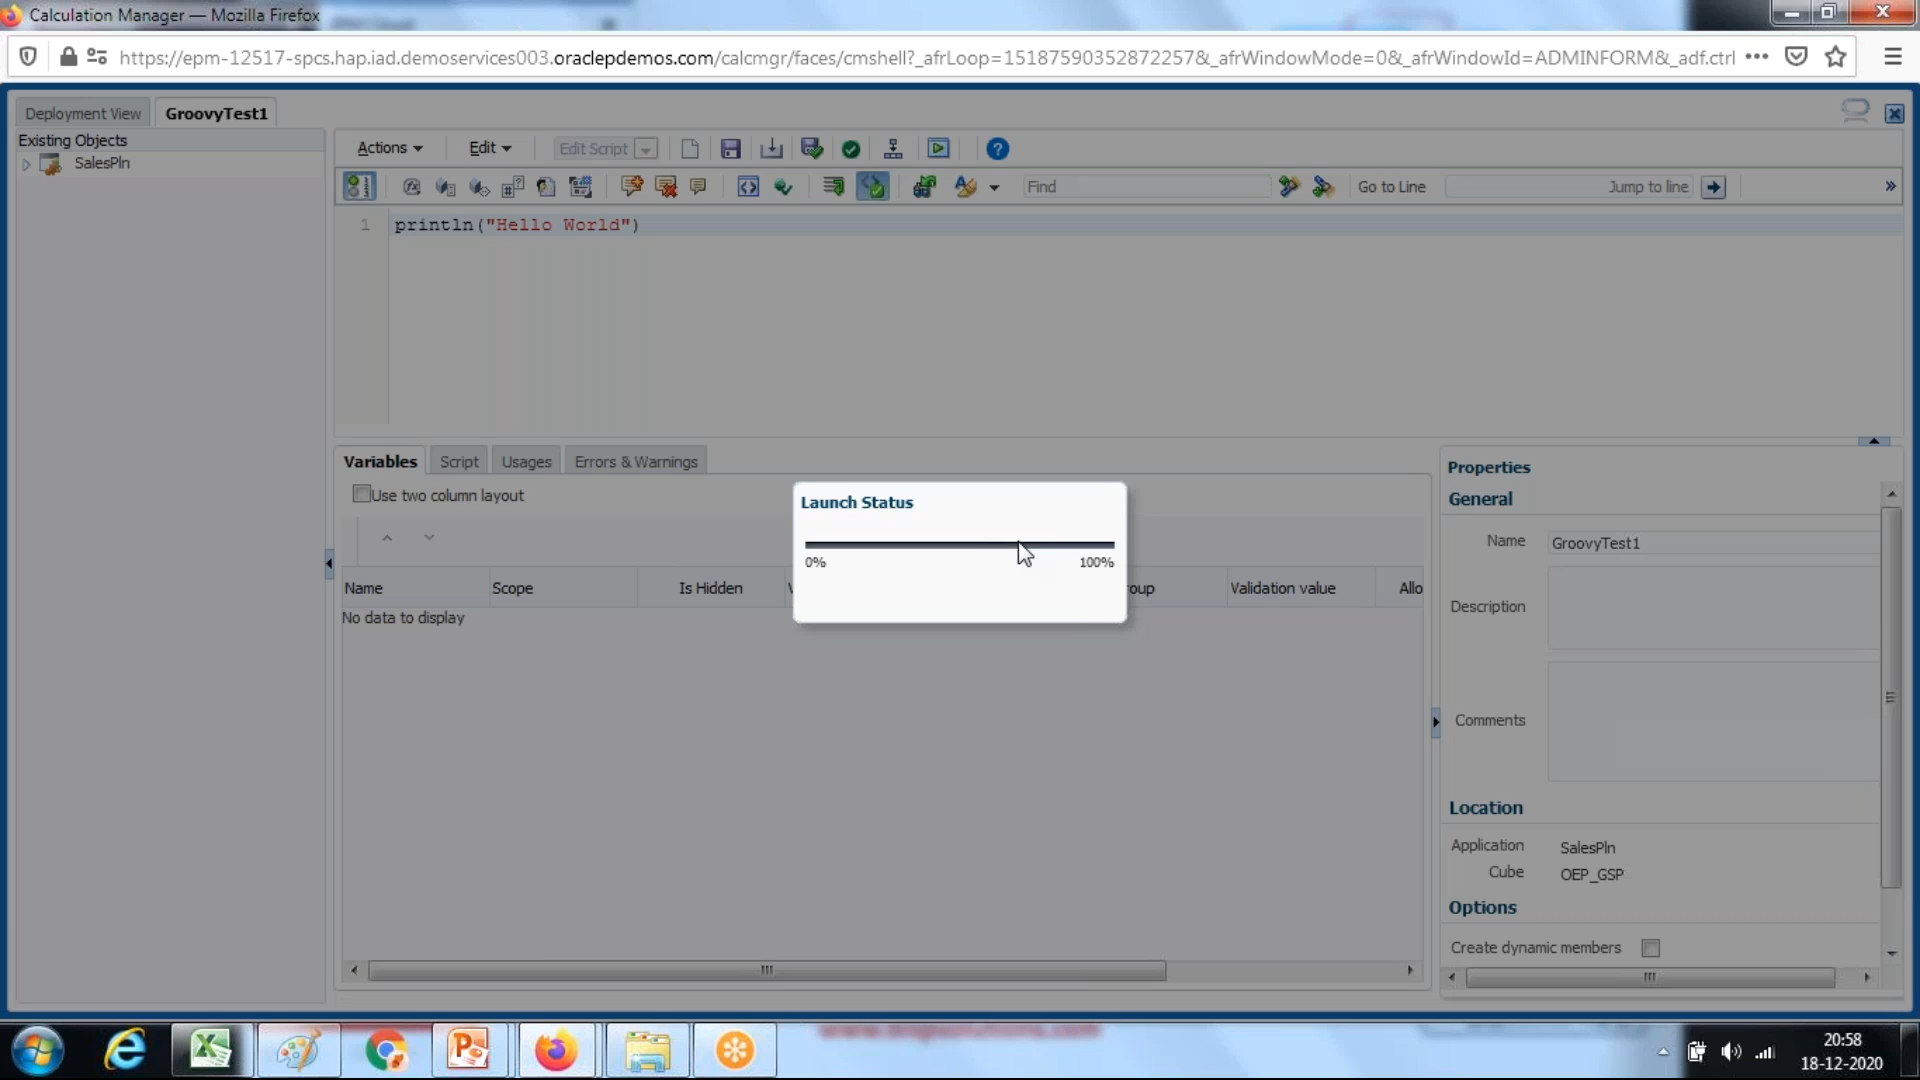 Calculation Manager — Mozilla Firefox
https://epm-12517-spcs.hap.iad.demoservices003.oraclepdemos.com/calcmgr/faces/cmshell?_afrLoop=15187590352872257&_afrWindowMode=0&_afrWindowId=ADMINFORM&_adf.ctrl
Deployment View GroovyTest1
Existing Objects
SalesPln
Actions Edit Edit Script
Find Go to Line Jump to line
1 println("Hello World")
Variables Script Usages Errors & Warnings
Use two column layout
Name Scope Is Hidden Validation value Allo
No data to display
Launch Status
0% 100%
Properties
General
Name GroovyTest1
Description
Comments
Location
Application SalesPln
Cube OEP_GSP
Options
Create dynamic members
20:58
18-12-2020